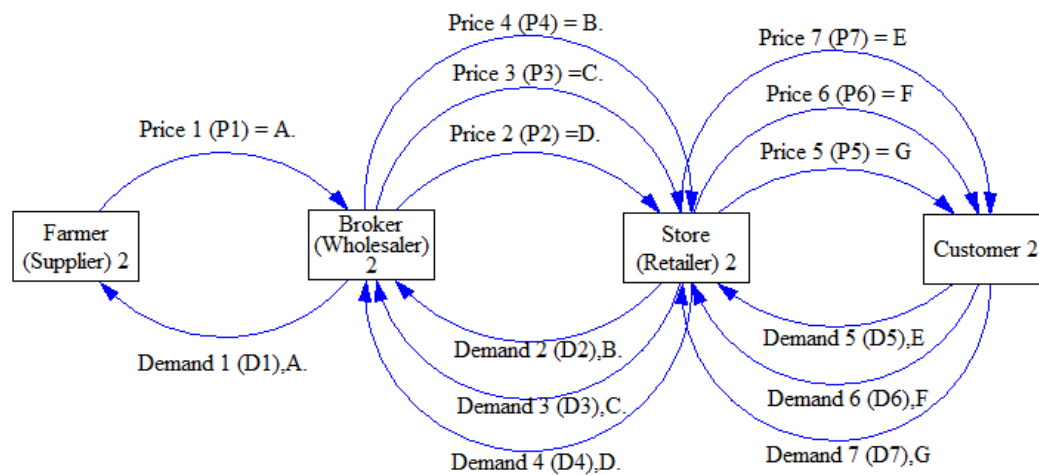 Price 4 (P4) = B.
Price 3 (P3) =C.
Price 2 (P2) =D.
Price 1 (P1) = A.
Price 7 (P7) = E
Price 6 (P6) = F
Price 5 (P5) = G
Farmer
(Supplier) 2
Broker
(Wholesaler)
2
Store
(Retailer) 2
Customer 2
Demand 1 (D1),A.
Demand 2 (D2),B.
Demand 3 (D3),C.
Demand 4 (D4),D.
Demand 5 (D5),E
Demand 6 (D6),F
Demand 7 (D7),G